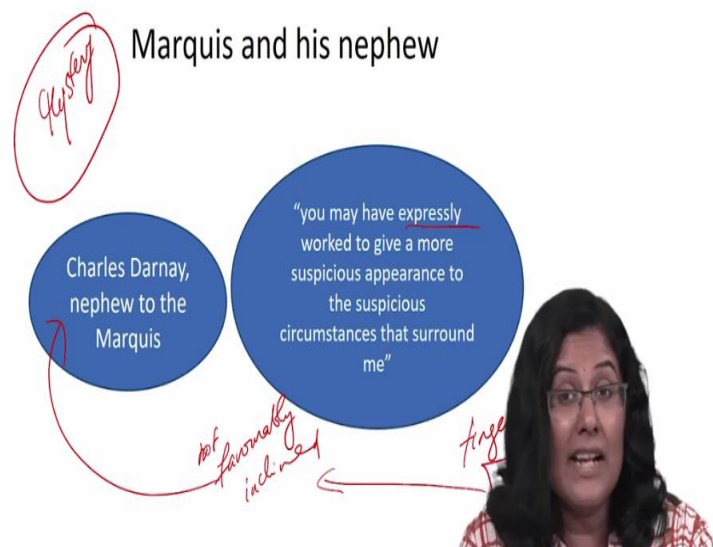 Marquis and his nephew
Mystery
Charles Darnay,
nephew to the
Marquis
“you may have expressly
worked to give a more
suspicious appearance to
the suspicious
circumstances that surround
me”
not
favourably
inclined